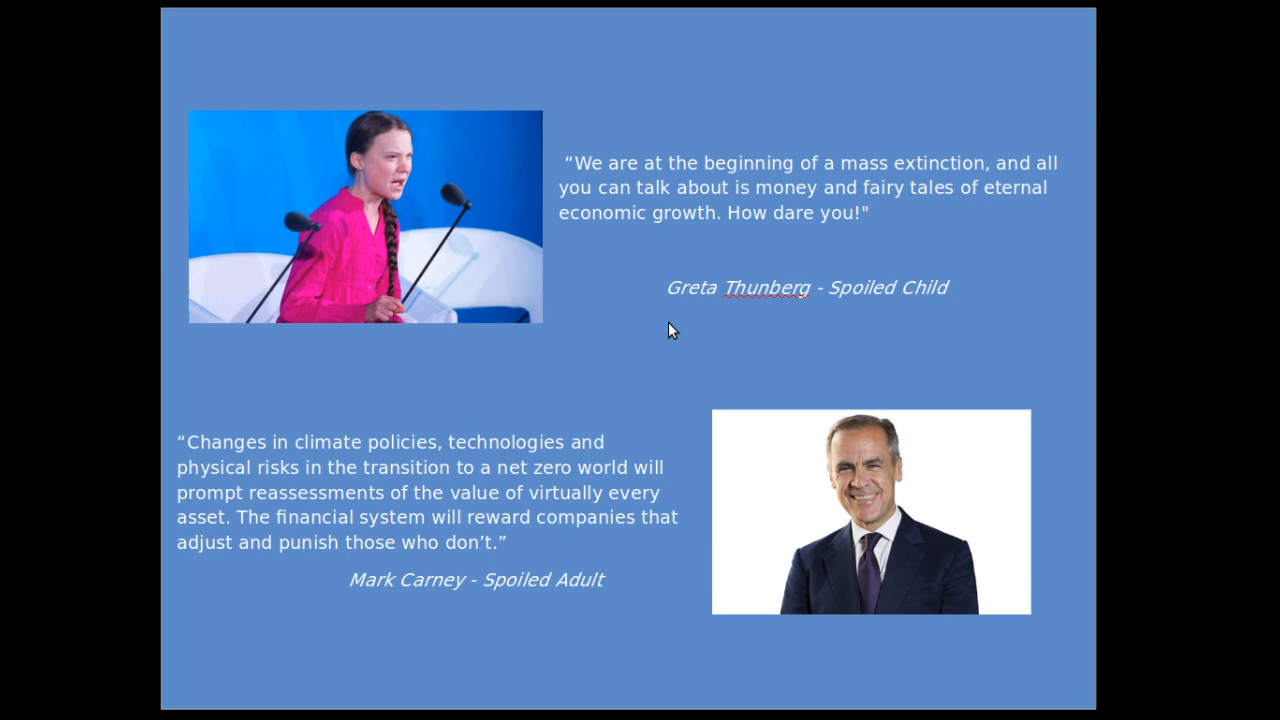 “We are at the beginning of a mass extinction, and all
you can talk about is money and fairy tales of eternal
economic growth. How dare you!"
Greta Thunberg - Spoiled Child
“Changes in climate policies, technologies and
physical risks in the transition to a net zero world will
prompt reassessments of the value of virtually every
asset. The financial system will reward companies that
adjust and punish those who don’t.”
Mark Carney - Spoiled Adult